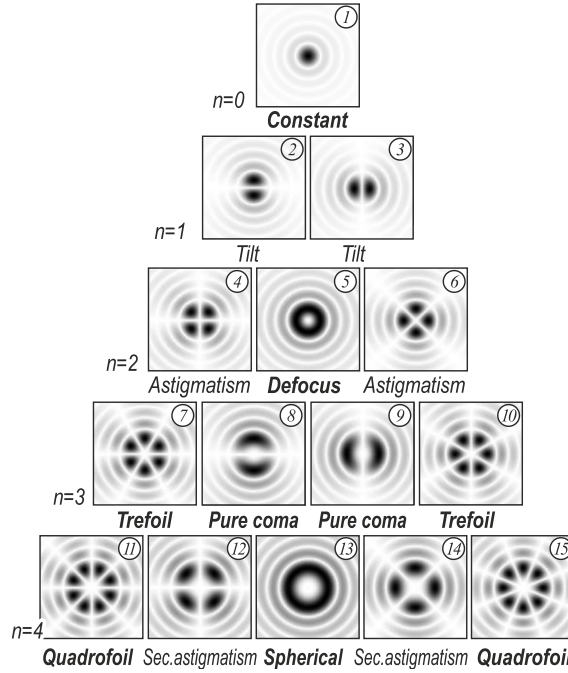 1
n=0
Constant
2 3
n=1
Tilt Tilt
4 5 6
n=2
Astigmatism Defocus Astigmatism
7 8 9 10
n=3
Trefoil Pure coma Pure coma Trefoil
11 12 13 14 15
n=4
Quadrofoil Sec.astigmatism Spherical Sec.astigmatism Quadrofoil